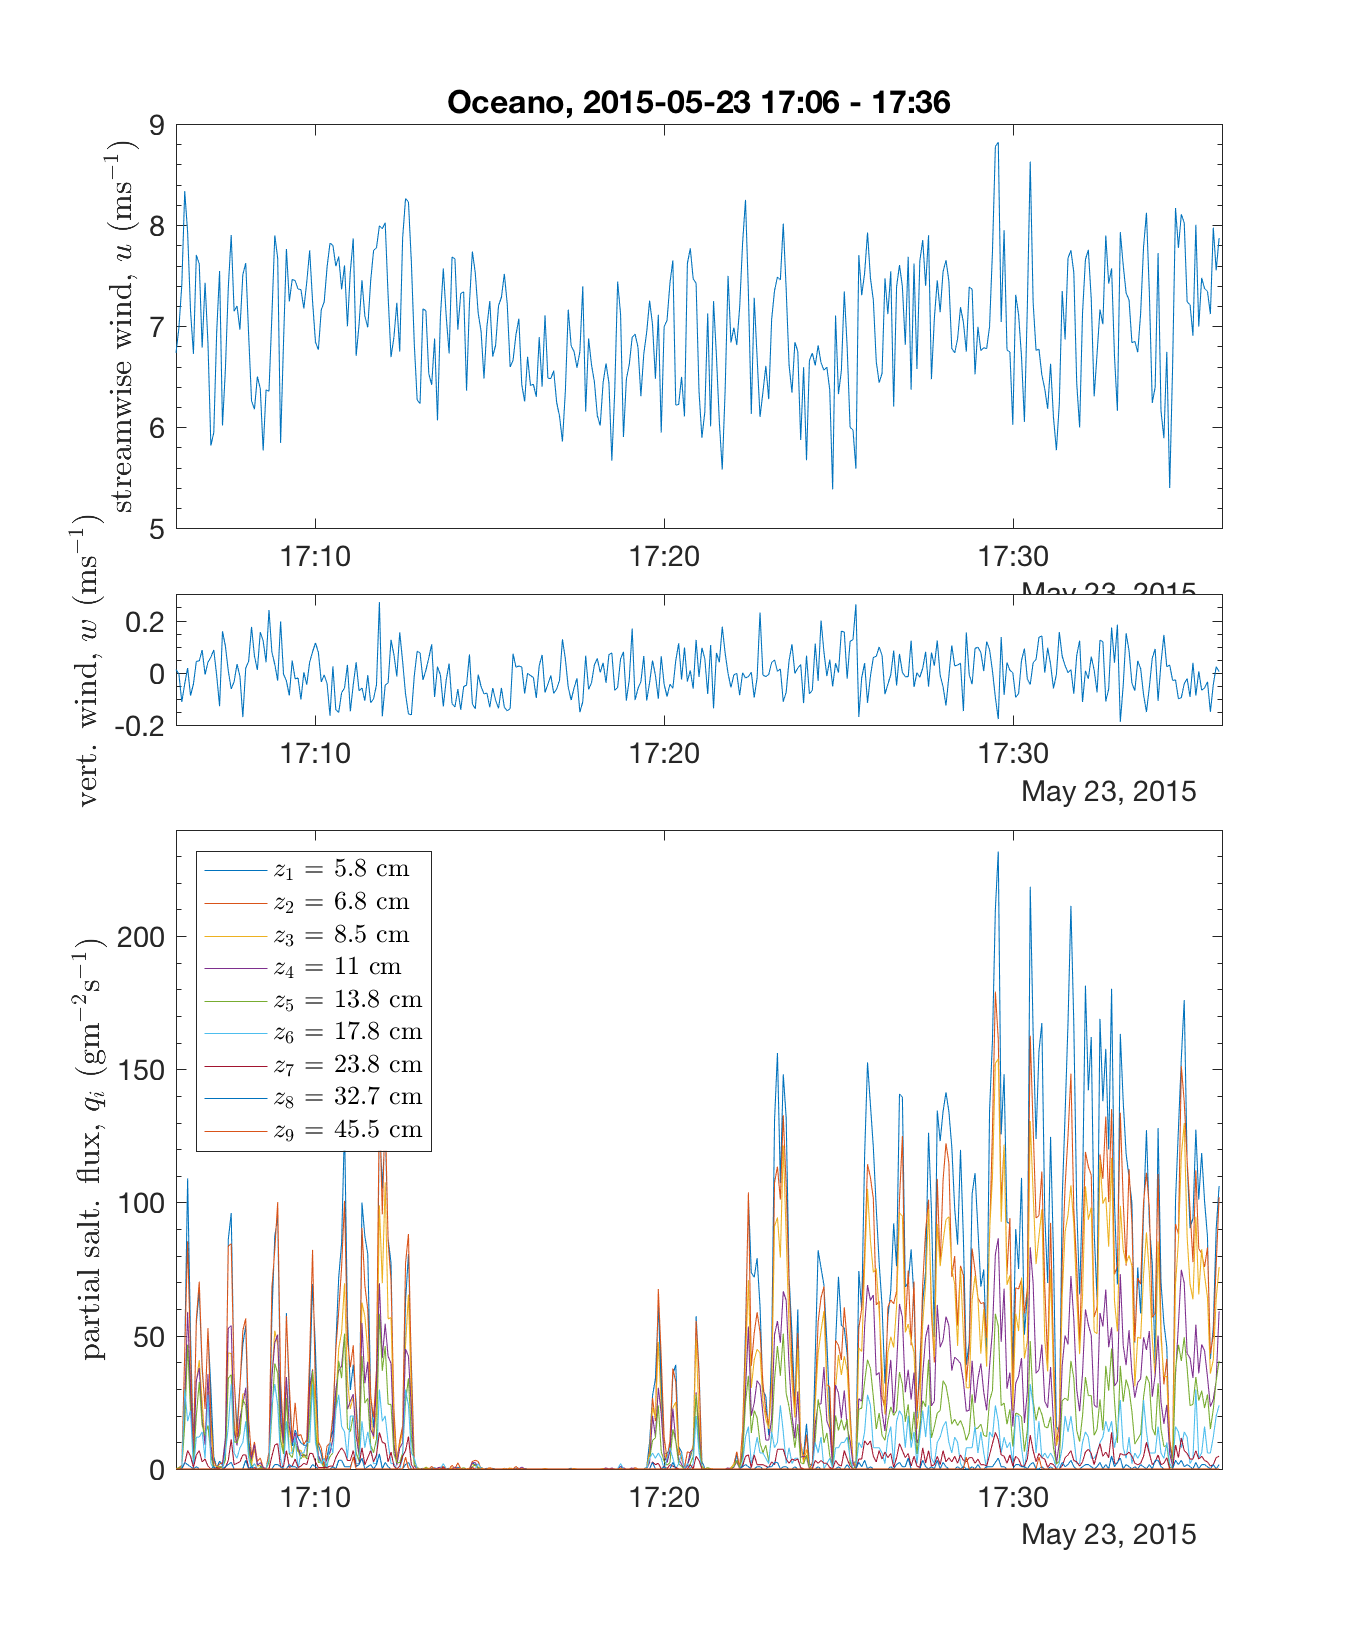 Oceano, 2015-05-23 17:06 - 17:36
streamwise wind, u (ms⁻¹)
9
8
7
6
5
17:10 17:20 17:30
May 23, 2015
vert. wind, w (ms⁻¹)
0.2
0
-0.2
17:10 17:20 17:30
May 23, 2015
partial salt. flux, qᵢ (gm⁻²s⁻¹)
200
150
100
50
0
z₁ = 5.8 cm
z₂ = 6.8 cm
z₃ = 8.5 cm
z₄ = 11 cm
z₅ = 13.8 cm
z₆ = 17.8 cm
z₇ = 23.8 cm
z₈ = 32.7 cm
z₉ = 45.5 cm
17:10 17:20 17:30
May 23, 2015